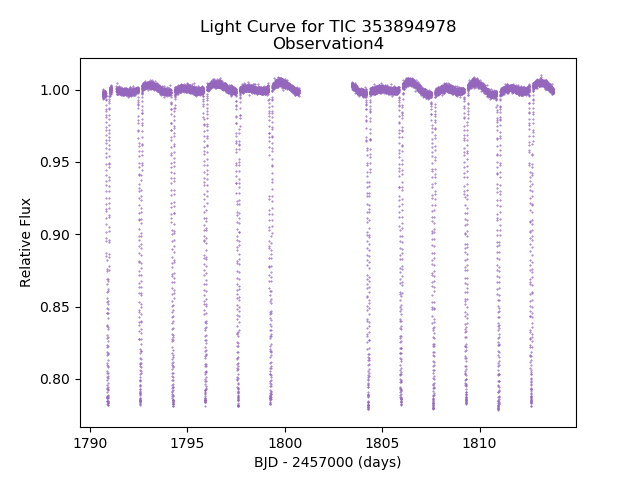 Light Curve for TIC 353894978
Observation4
1.00
0.95
0.90
0.85
0.80
Relative Flux
1790
1795
1800
1805
1810
BJD - 2457000 (days)